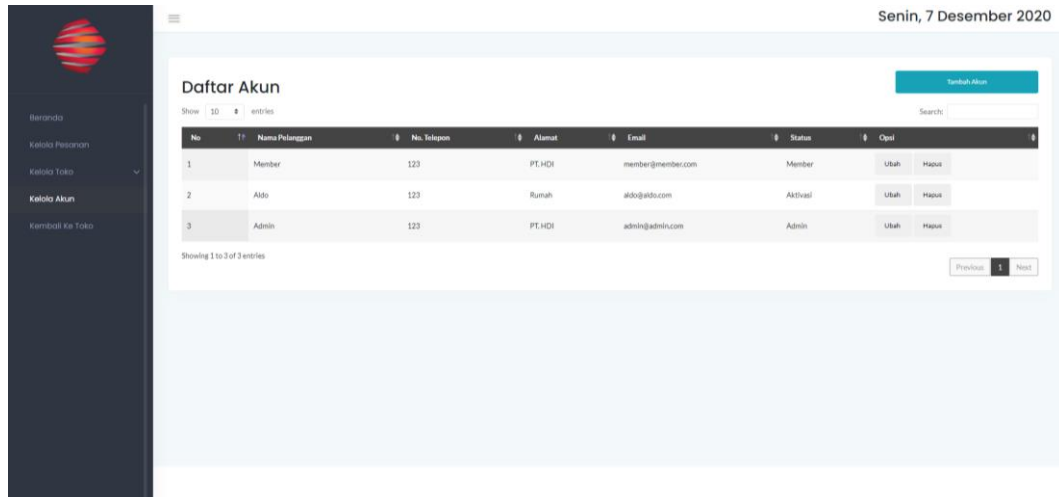 Senin, 7 Desember 2020
Beranda
Kelola Pesanan
Kelola Toko
Kelola Akun
Kembali Ke Toko
Daftar Akun
Tambah Akun
Show 10 entries
Search:
No Nama Pelanggan No. Telepon Alamat Email Status Opsi
1 Member 123 PT. HDI member@member.com Member Ubah Hapus
2 Aldo 123 Rumah aldo@aldo.com Aktivasi Ubah Hapus
3 Admin 123 PT. HDI admin@admin.com Admin Ubah Hapus
Showing 1 to 3 of 3 entries
Previous 1 Next